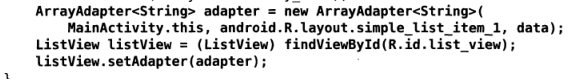 ArrayAdapter<String> adapter = new ArrayAdapter<String>(
MainActivity.this, android.R.layout.simple_list_item_1, data);
ListView listView = (ListView) findViewById(R.id.list_view);
listView.setAdapter(adapter);
}